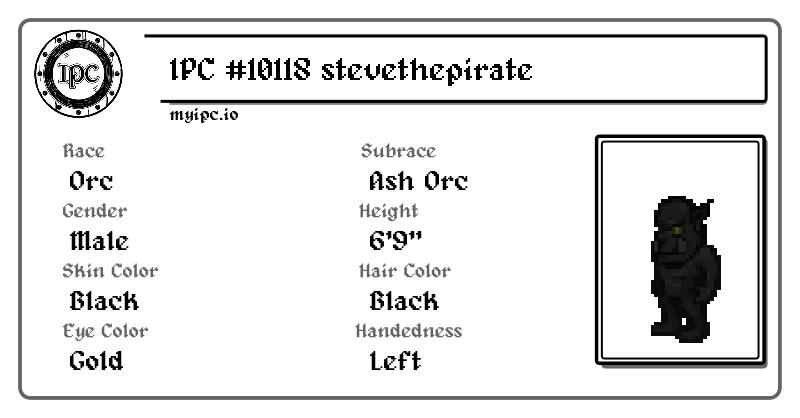 IPC
IPC #10118 stevethepirate
myipc.io
Race
Orc
Subrace
Ash Orc
Gender
Male
Height
6'9"
Skin Color
Black
Hair Color
Black
Eye Color
Gold
Handedness
Left